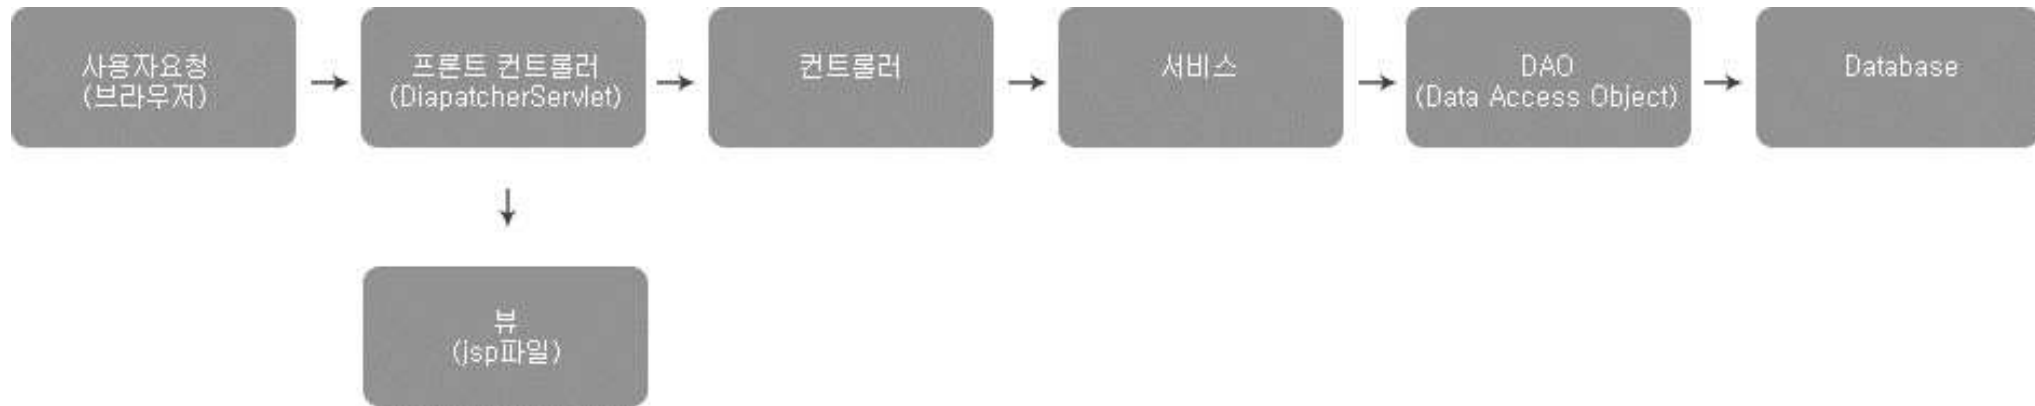 사용자요청
(브라우저)
프론트 컨트롤러
(DiapatcherServlet)
컨트롤러
서비스
DAO
(Data Access Object)
Database
뷰
(jsp파일)